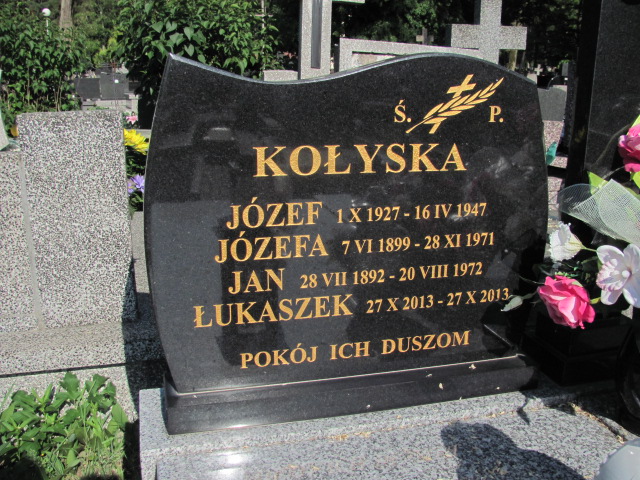 Ś. P.
KOŁYSKA
JÓZEF 1 X 1927 - 16 IV 1947
JÓZEFA 7 VI 1899 - 28 XI 1971
JAN 28 VII 1892 - 20 VIII 1972
ŁUKASZEK 27 X 2013 - 27 X 2013
POKÓJ ICH DUSZOM